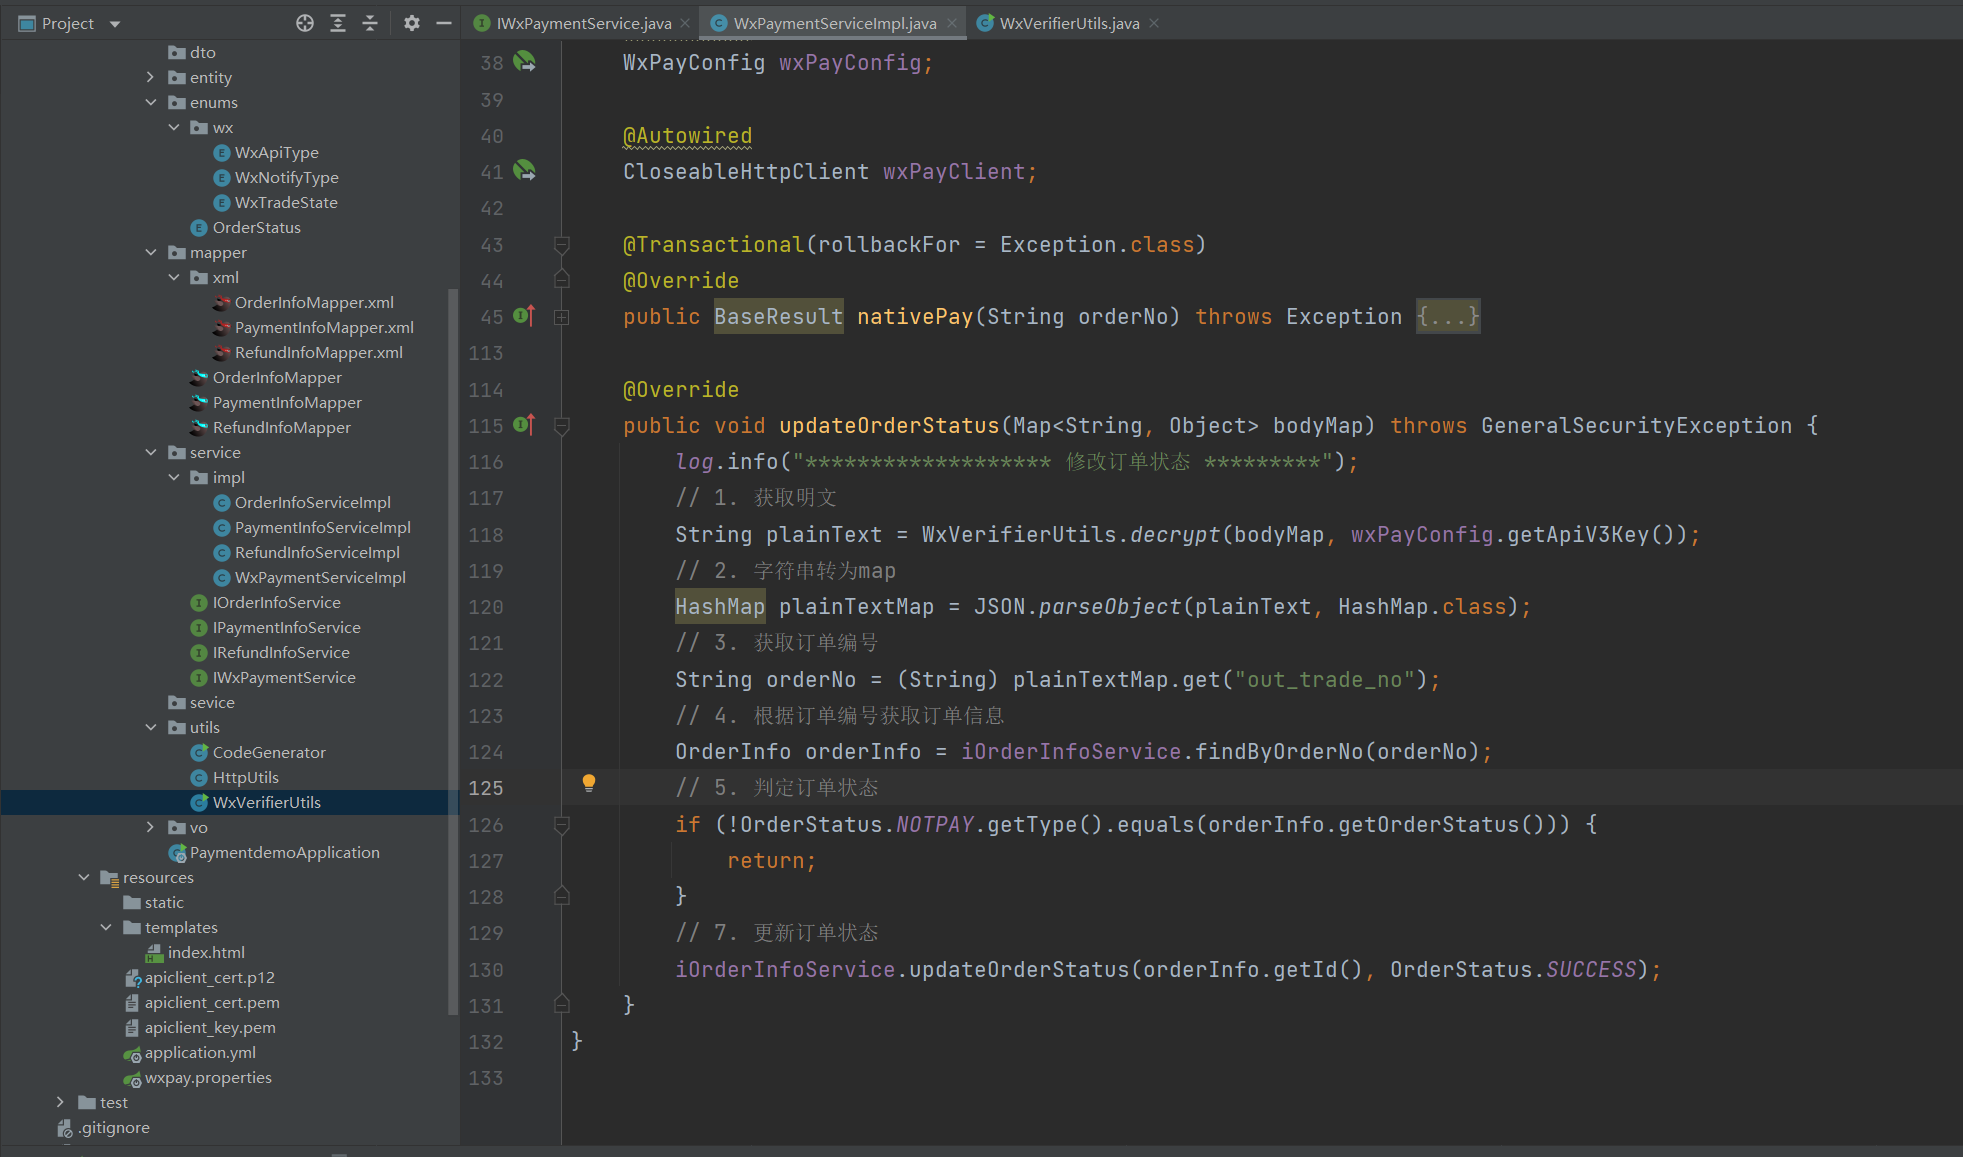 Project
dto
entity
enums
wx
WxApiType
WxNotifyType
WxTradeState
OrderStatus
mapper
xml
OrderInfoMapper.xml
PaymentInfoMapper.xml
RefundInfoMapper.xml
OrderInfoMapper
PaymentInfoMapper
RefundInfoMapper
service
impl
OrderInfoServiceImpl
PaymentInfoServiceImpl
RefundInfoServiceImpl
WxPaymentServiceImpl
IOrderInfoService
IPaymentInfoService
IRefundInfoService
IWxPaymentService
sevice
utils
CodeGenerator
HttpUtils
WxVerifierUtils
vo
PaymentdemoApplication
resources
static
templates
index.html
apiclient_cert.p12
apiclient_cert.pem
apiclient_key.pem
application.yml
wxpay.properties
test
.gitignore
IWxPaymentService.java
WxPaymentServiceImpl.java
WxVerifierUtils.java
38 WxPayConfig wxPayConfig;
39
40 @Autowired
41 CloseableHttpClient wxPayClient;
42
43 @Transactional(rollbackFor = Exception.class)
44 @Override
45 public BaseResult nativePay(String orderNo) throws Exception {...}
113
114 @Override
115 public void updateOrderStatus(Map<String, Object> bodyMap) throws GeneralSecurityException {
116 log.info("******************* 修改订单状态 *********");
117 // 1. 获取明文
118 String plainText = WxVerifierUtils.decrypt(bodyMap, wxPayConfig.getApiV3Key());
119 // 2. 字符串转为map
120 HashMap plainTextMap = JSON.parseObject(plainText, HashMap.class);
121 // 3. 获取订单编号
122 String orderNo = (String) plainTextMap.get("out_trade_no");
123 // 4. 根据订单编号获取订单信息
124 OrderInfo orderInfo = iOrderInfoService.findByOrderNo(orderNo);
125 // 5. 判定订单状态
126 if (!OrderStatus.NOTPAY.getType().equals(orderInfo.getOrderStatus())) {
127 return;
128 }
129 // 7. 更新订单状态
130 iOrderInfoService.updateOrderStatus(orderInfo.getId(), OrderStatus.SUCCESS);
131 }
132 }
133